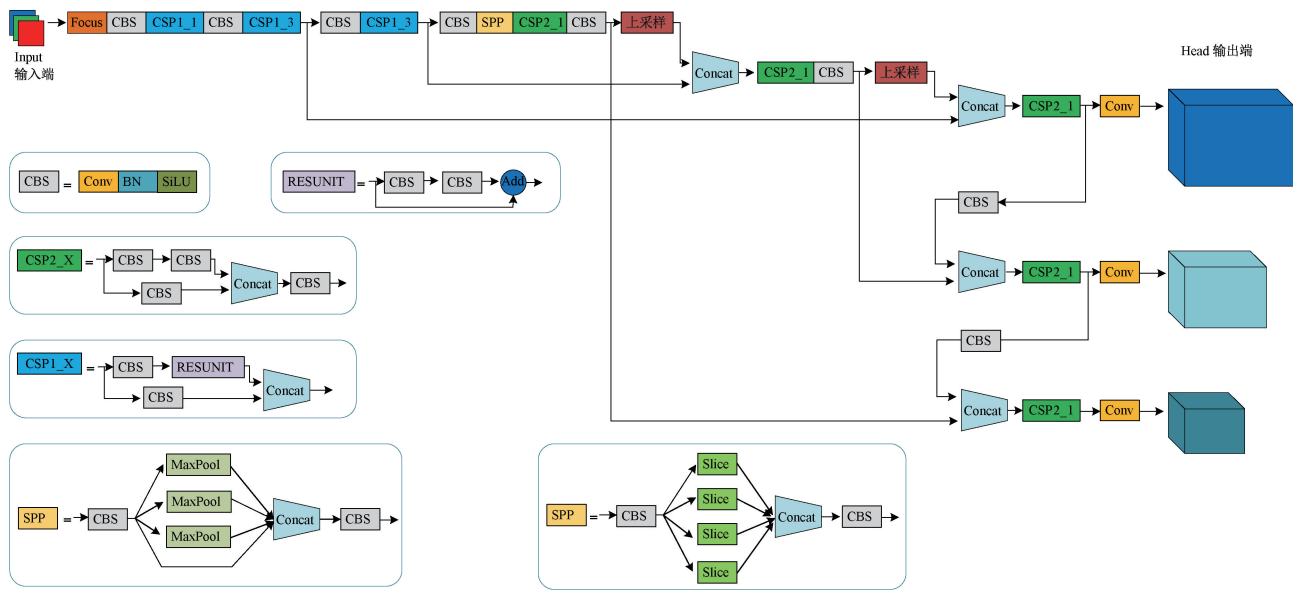 Input
输入端
Focus CBS CSP1_1 CBS CSP1_3
CBS CSP1_3
CBS SPP CSP2_1 CBS
上采样
Concat
CSP2_1 CBS
上采样
Concat
CSP2_1
Conv
Head 输出端
CBS
Concat
CSP2_1
Conv
CBS
Concat
CSP2_1
Conv
CBS = Conv BN SiLU
RESUNIT = CBS CBS Add
CSP2_X = CBS CBS
CBS
Concat
CBS
CSP1_X = CBS RESUNIT
CBS
Concat
SPP = CBS
MaxPool
MaxPool
MaxPool
Concat
CBS
SPP = CBS
Slice
Slice
Slice
Slice
Concat
CBS